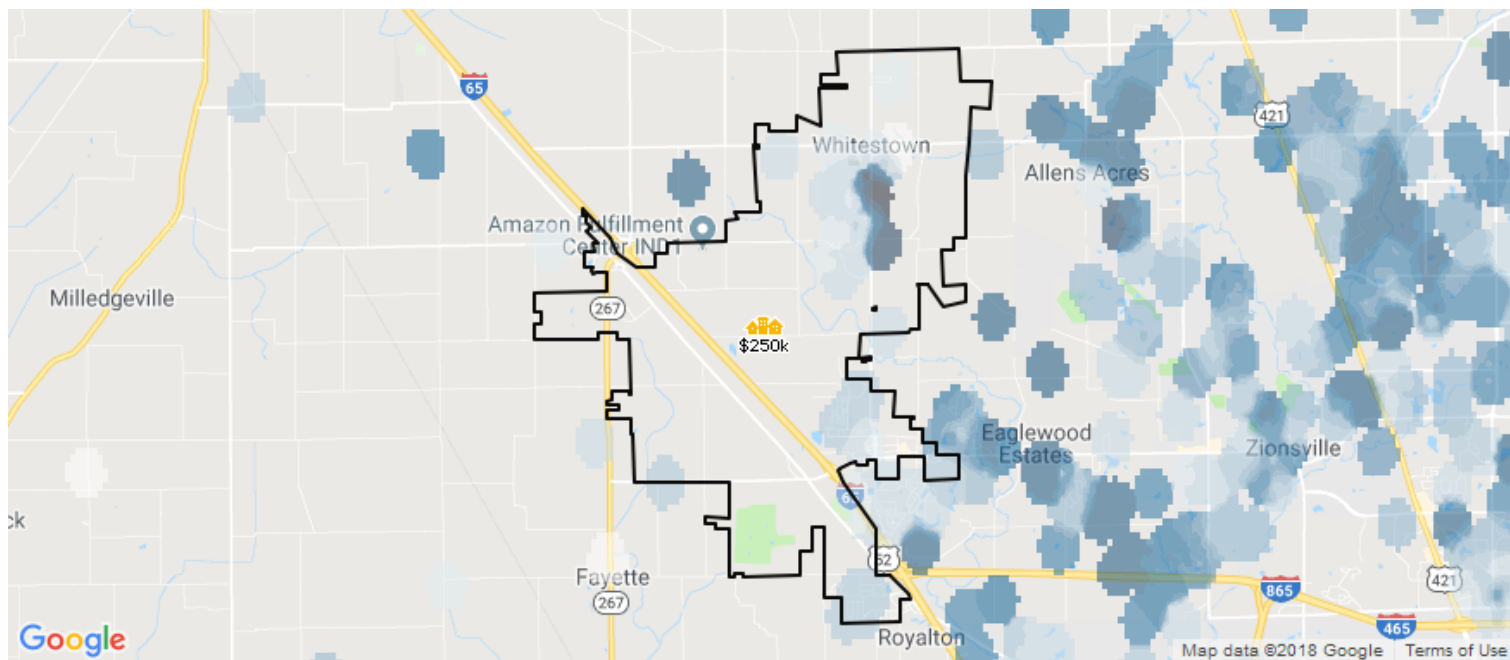 65
421
Whitestown
Allens Acres
Amazon Fulfillment
Center IND1
Milledgeville
267
$250k
Eaglewood
Estates
Zionsville
65
ck
52
Fayette
267
865
421
465
Royalton
Google
Map data ©2018 Google
Terms of Use